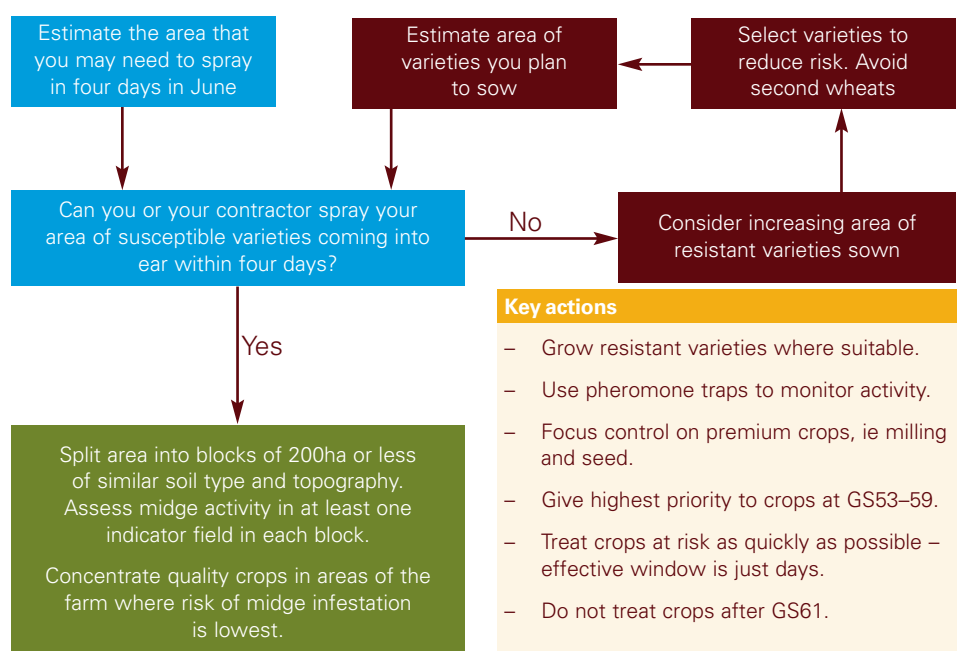 Estimate the area that
you may need to spray
in four days in June
Estimate area of
varieties you plan
to sow
Select varieties to
reduce risk. Avoid
second wheats
Can you or your contractor spray your
area of susceptible varieties coming into
ear within four days?
No
Consider increasing area of
resistant varieties sown
Yes
Split area into blocks of 200ha or less
of similar soil type and topography.
Assess midge activity in at least one
indicator field in each block.
Concentrate quality crops in areas of the
farm where risk of midge infestation
is lowest.
Key actions
– Grow resistant varieties where suitable.
– Use pheromone traps to monitor activity.
– Focus control on premium crops, ie milling
and seed.
– Give highest priority to crops at GS53–59.
– Treat crops at risk as quickly as possible –
effective window is just days.
– Do not treat crops after GS61.